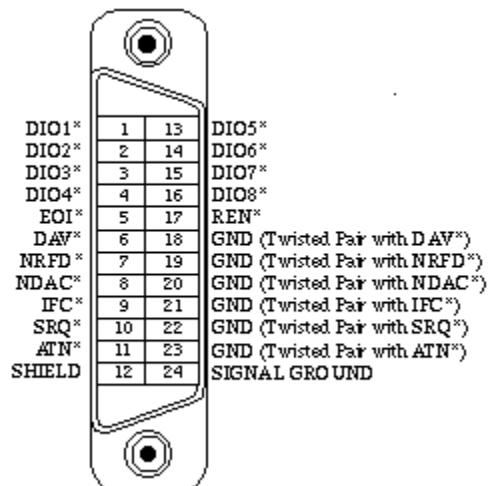 DIO1* 1 13 DIO5*
DIO2* 2 14 DIO6*
DIO3* 3 15 DIO7*
DIO4* 4 16 DIO8*
EOI* 5 17 REN*
DAV* 6 18 GND (Twisted Pair with DAV*)
NRFD* 7 19 GND (Twisted Pair with NRFD*)
NDAC* 8 20 GND (Twisted Pair with NDAC*)
IFC* 9 21 GND (Twisted Pair with IFC*)
SRQ* 10 22 GND (Twisted Pair with SRQ*)
ATN* 11 23 GND (Twisted Pair with ATN*)
SHIELD 12 24 SIGNAL GROUND